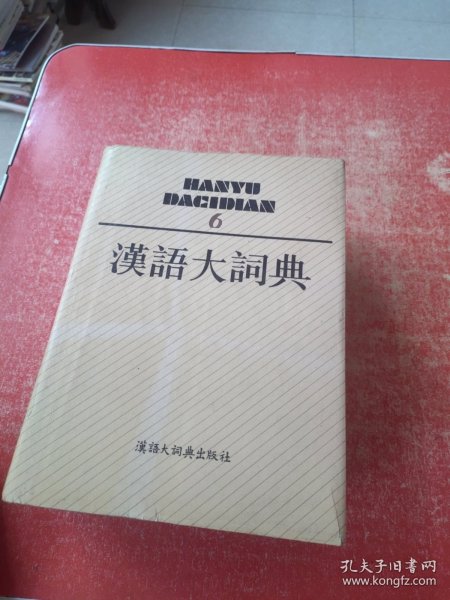 HANYU
DACIDIAN
6
漢語大詞典
漢語大詞典出版社
孔夫子旧书网
www.kongfz.com